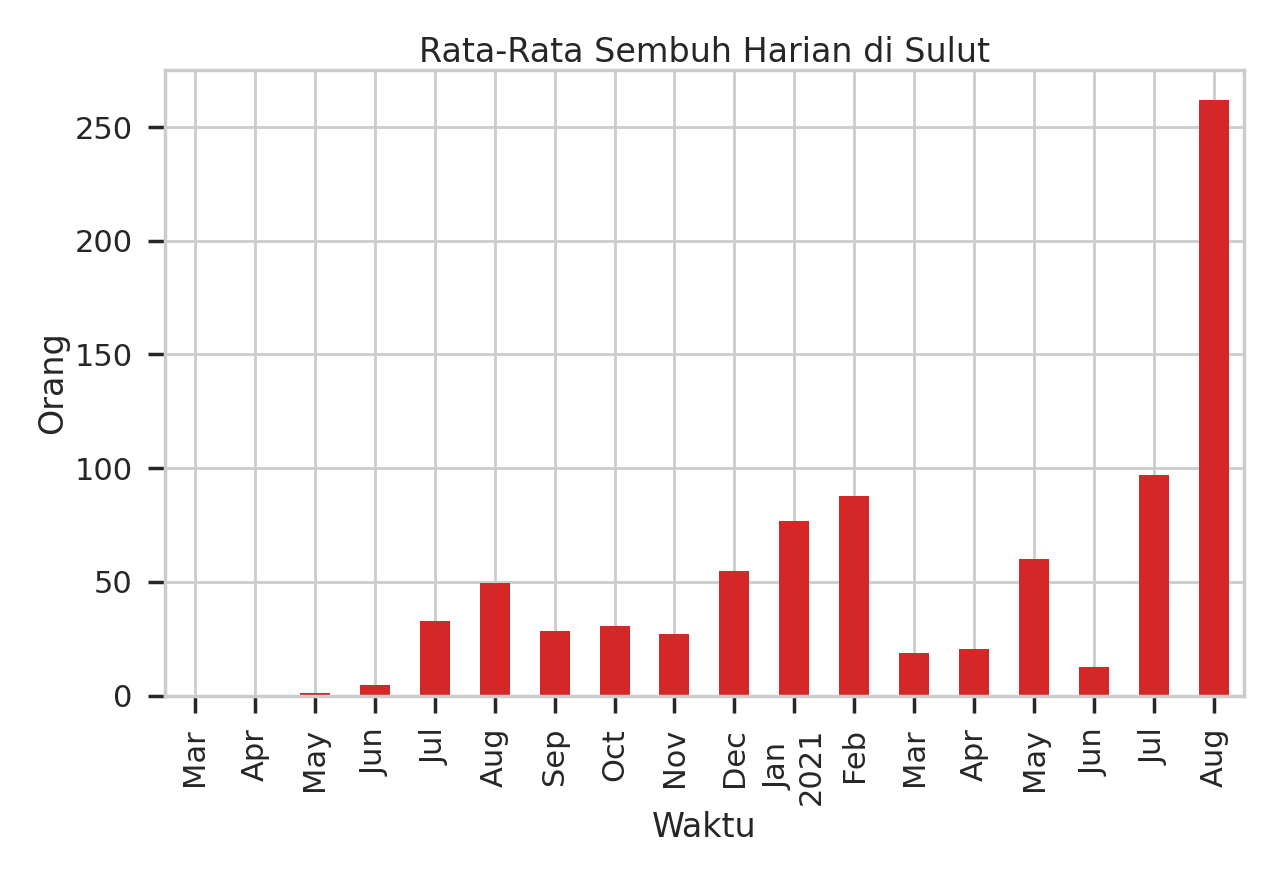 Rata-Rata Sembuh Harian di Sulut
Orang
250
200
150
100
50
0
Mar
Apr
May
Jun
Jul
Aug
Sep
Oct
Nov
Dec
Jan
2021
Feb
Mar
Apr
May
Jun
Jul
Aug
Waktu